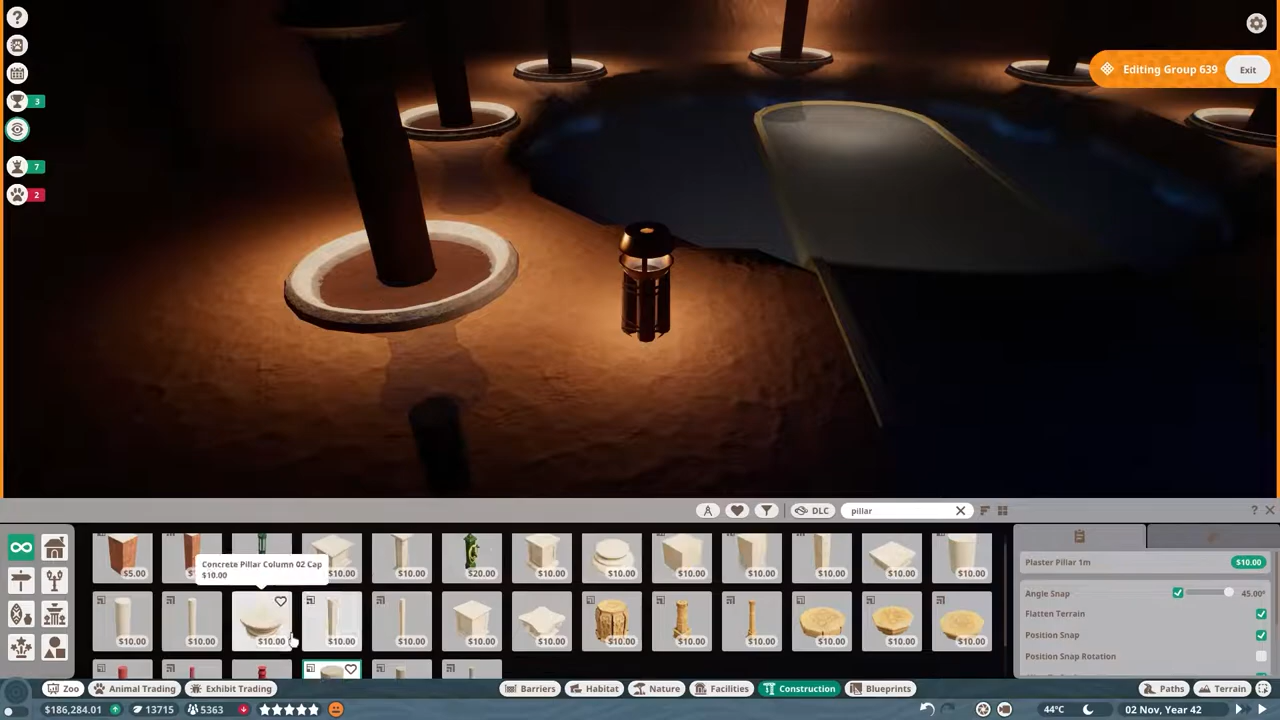 ?
Editing Group 639
Exit
3
7
2
DLC
pillar
?
$5.00
$10.00
$10.00
$20.00
$10.00
$10.00
$10.00
$10.00
$10.00
$10.00
$10.00
Concrete Pillar Column 02 Cap
$10.00
$10.00
$10.00
$10.00
$10.00
$10.00
$10.00
$10.00
$10.00
$10.00
$10.00
$10.00
$10.00
$10.00
Plaster Pillar 1m
$10.00
Angle Snap
45.00°
Flatten Terrain
Position Snap
Position Snap Rotation
Zoo
Animal Trading
Exhibit Trading
Barriers
Habitat
Nature
Facilities
Construction
Blueprints
Paths
Terrain
$186,284.01
13715
5363
44°C
02 Nov, Year 42